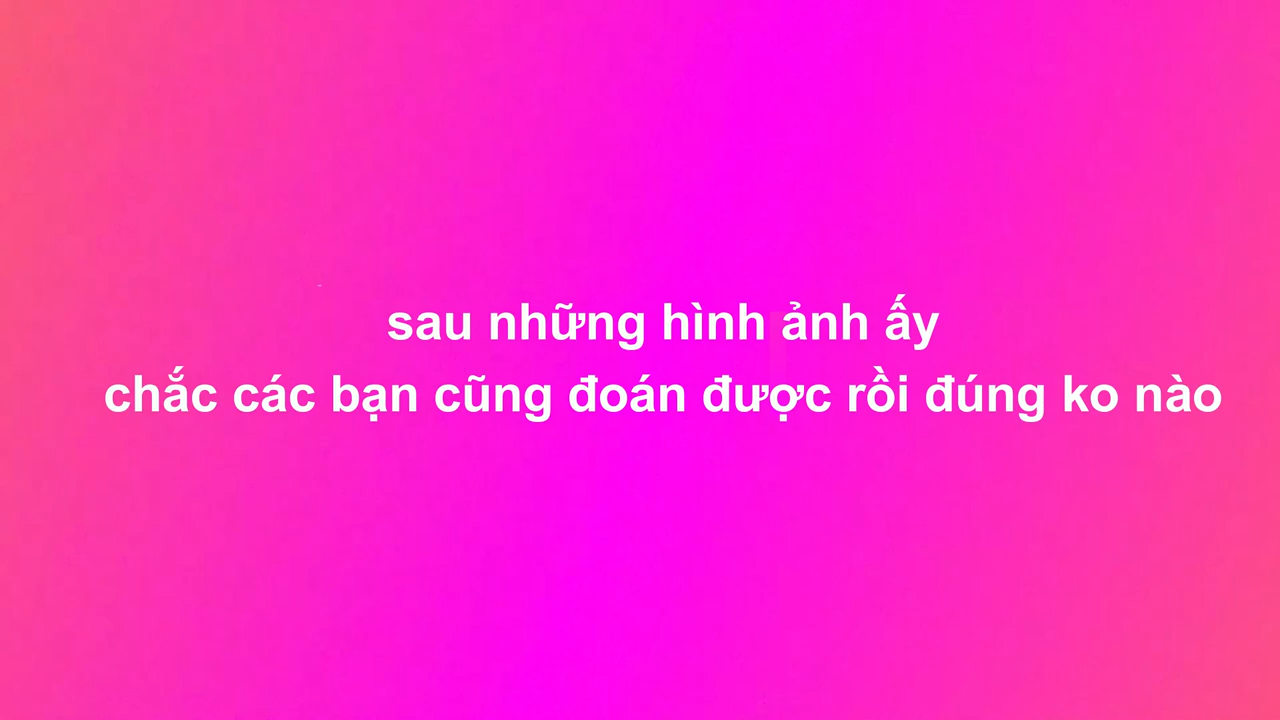 sau những hình ảnh ấy
chắc các bạn cũng đoán được rồi đúng ko nào